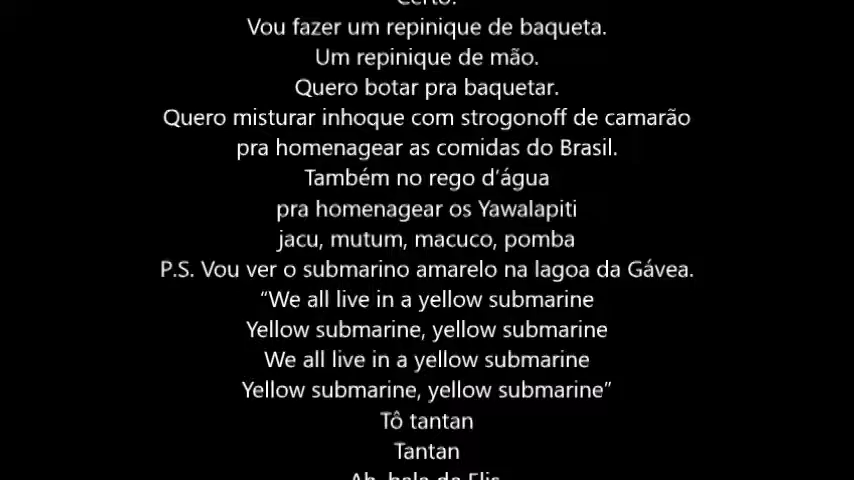 Certo.
Vou fazer um repinique de baqueta.
Um repinique de mão.
Quero botar pra baquetar.
Quero misturar inhoque com strogonoff de camarão
pra homenagear as comidas do Brasil.
Também no rego d’água
pra homenagear os Yawalapiti
jacu, mutum, macuco, pomba
P.S. Vou ver o submarino amarelo na lagoa da Gávea.
“We all live in a yellow submarine
Yellow submarine, yellow submarine
We all live in a yellow submarine
Yellow submarine, yellow submarine”
Tô tantan
Tantan